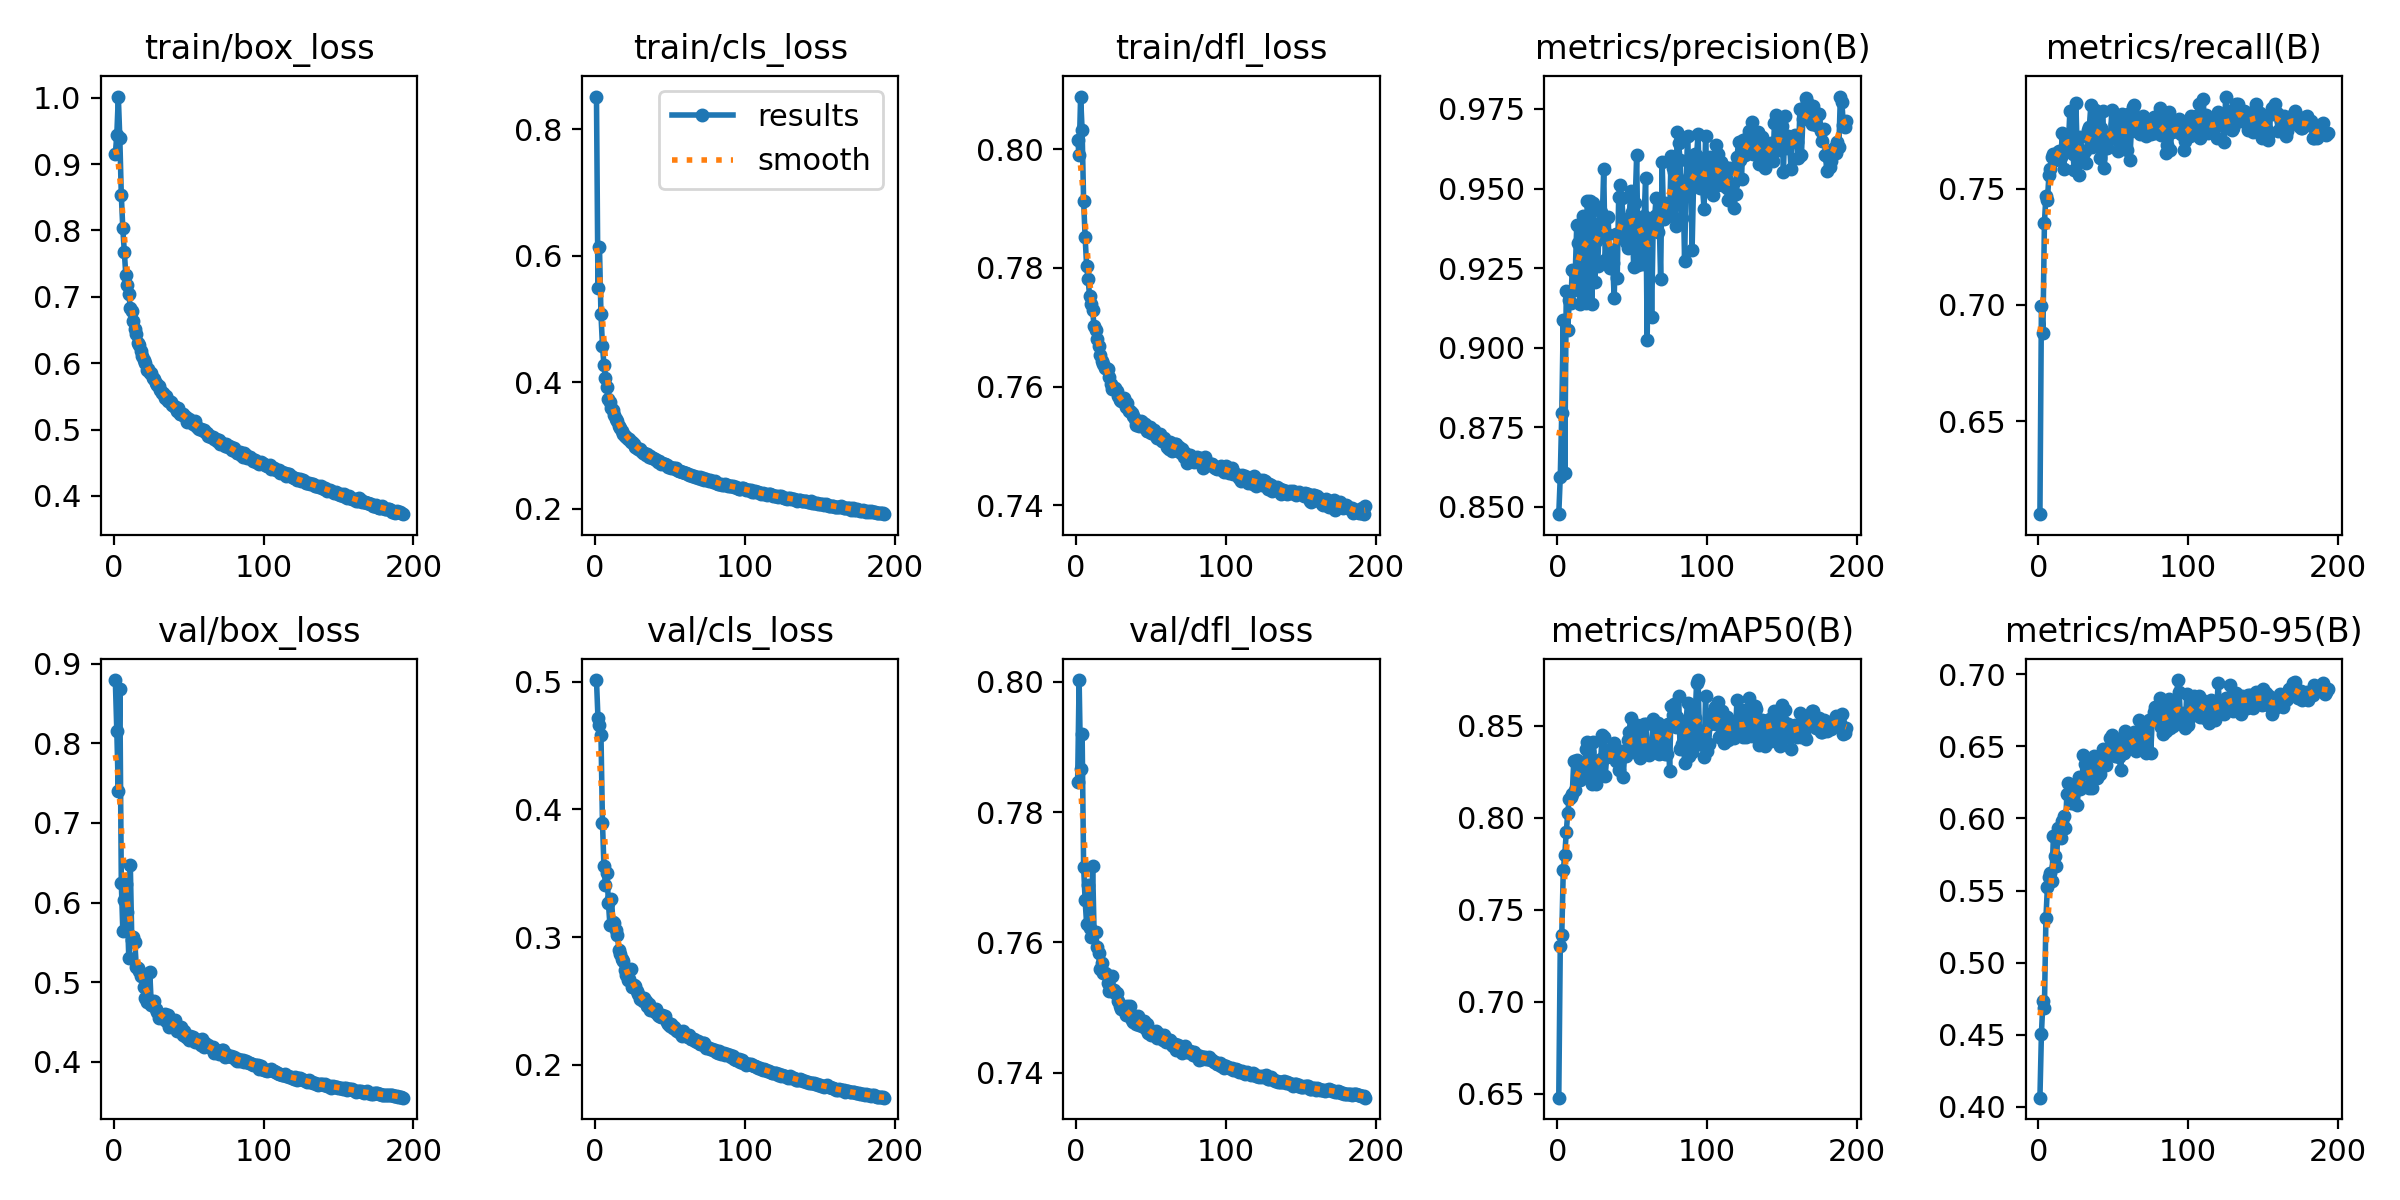 train/box_loss
1.0
0.9
0.8
0.7
0.6
0.5
0.4
0 100 200
train/cls_loss
results
smooth
0.8
0.6
0.4
0.2
0 100 200
train/dfl_loss
0.80
0.78
0.76
0.74
0 100 200
metrics/precision(B)
0.975
0.950
0.925
0.900
0.875
0.850
0 100 200
metrics/recall(B)
0.75
0.70
0.65
0 100 200
val/box_loss
0.9
0.8
0.7
0.6
0.5
0.4
0 100 200
val/cls_loss
0.5
0.4
0.3
0.2
0 100 200
val/dfl_loss
0.80
0.78
0.76
0.74
0 100 200
metrics/mAP50(B)
0.85
0.80
0.75
0.70
0.65
0 100 200
metrics/mAP50-95(B)
0.70
0.65
0.60
0.55
0.50
0.45
0.40
0 100 200